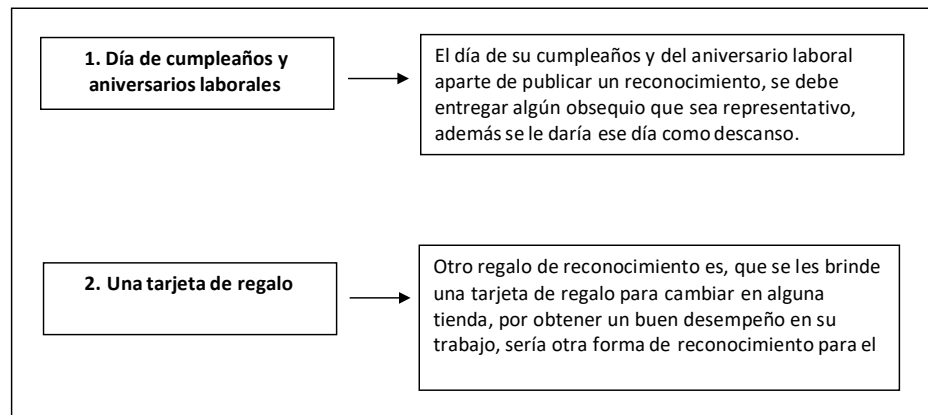 1. Día de cumpleaños y
aniversarios laborales
El día de su cumpleaños y del aniversario laboral
aparte de publicar un reconocimiento, se debe
entregar algún obsequio que sea representativo,
además se le daría ese día como descanso.
2. Una tarjeta de regalo
Otro regalo de reconocimiento es, que se les brinde
una tarjeta de regalo para cambiar en alguna
tienda, por obtener un buen desempeño en su
trabajo, sería otra forma de reconocimiento para el